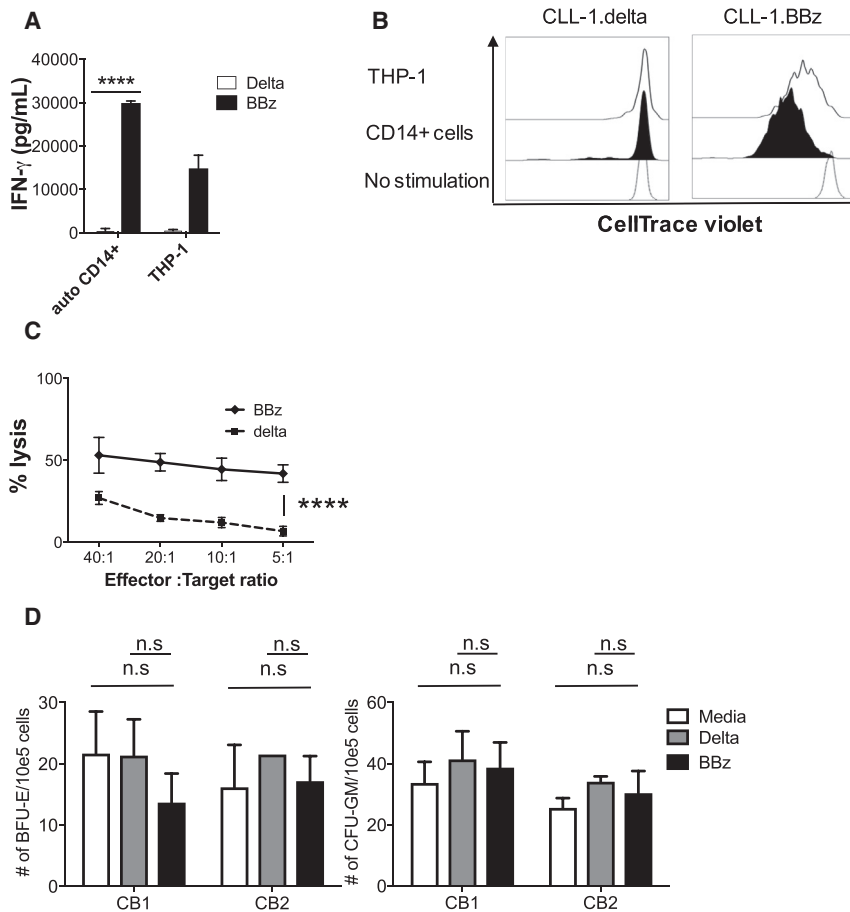 A
IFN-γ (pg/mL)
40000
30000
20000
10000
0
****
Delta
BBz
auto CD14+
THP-1
B
CLL-1.delta
CLL-1.BBz
THP-1
CD14+ cells
No stimulation
CellTrace violet
C
% lysis
100
50
0
BBz
delta
****
40:1
20:1
10:1
5:1
Effector :Target ratio
D
# of BFU-E/10e5 cells
30
20
10
0
n.s
n.s
n.s
n.s
CB1
CB2
# of CFU-GM/10e5 cells
60
40
20
0
n.s
n.s
n.s
n.s
CB1
CB2
Media
Delta
BBz